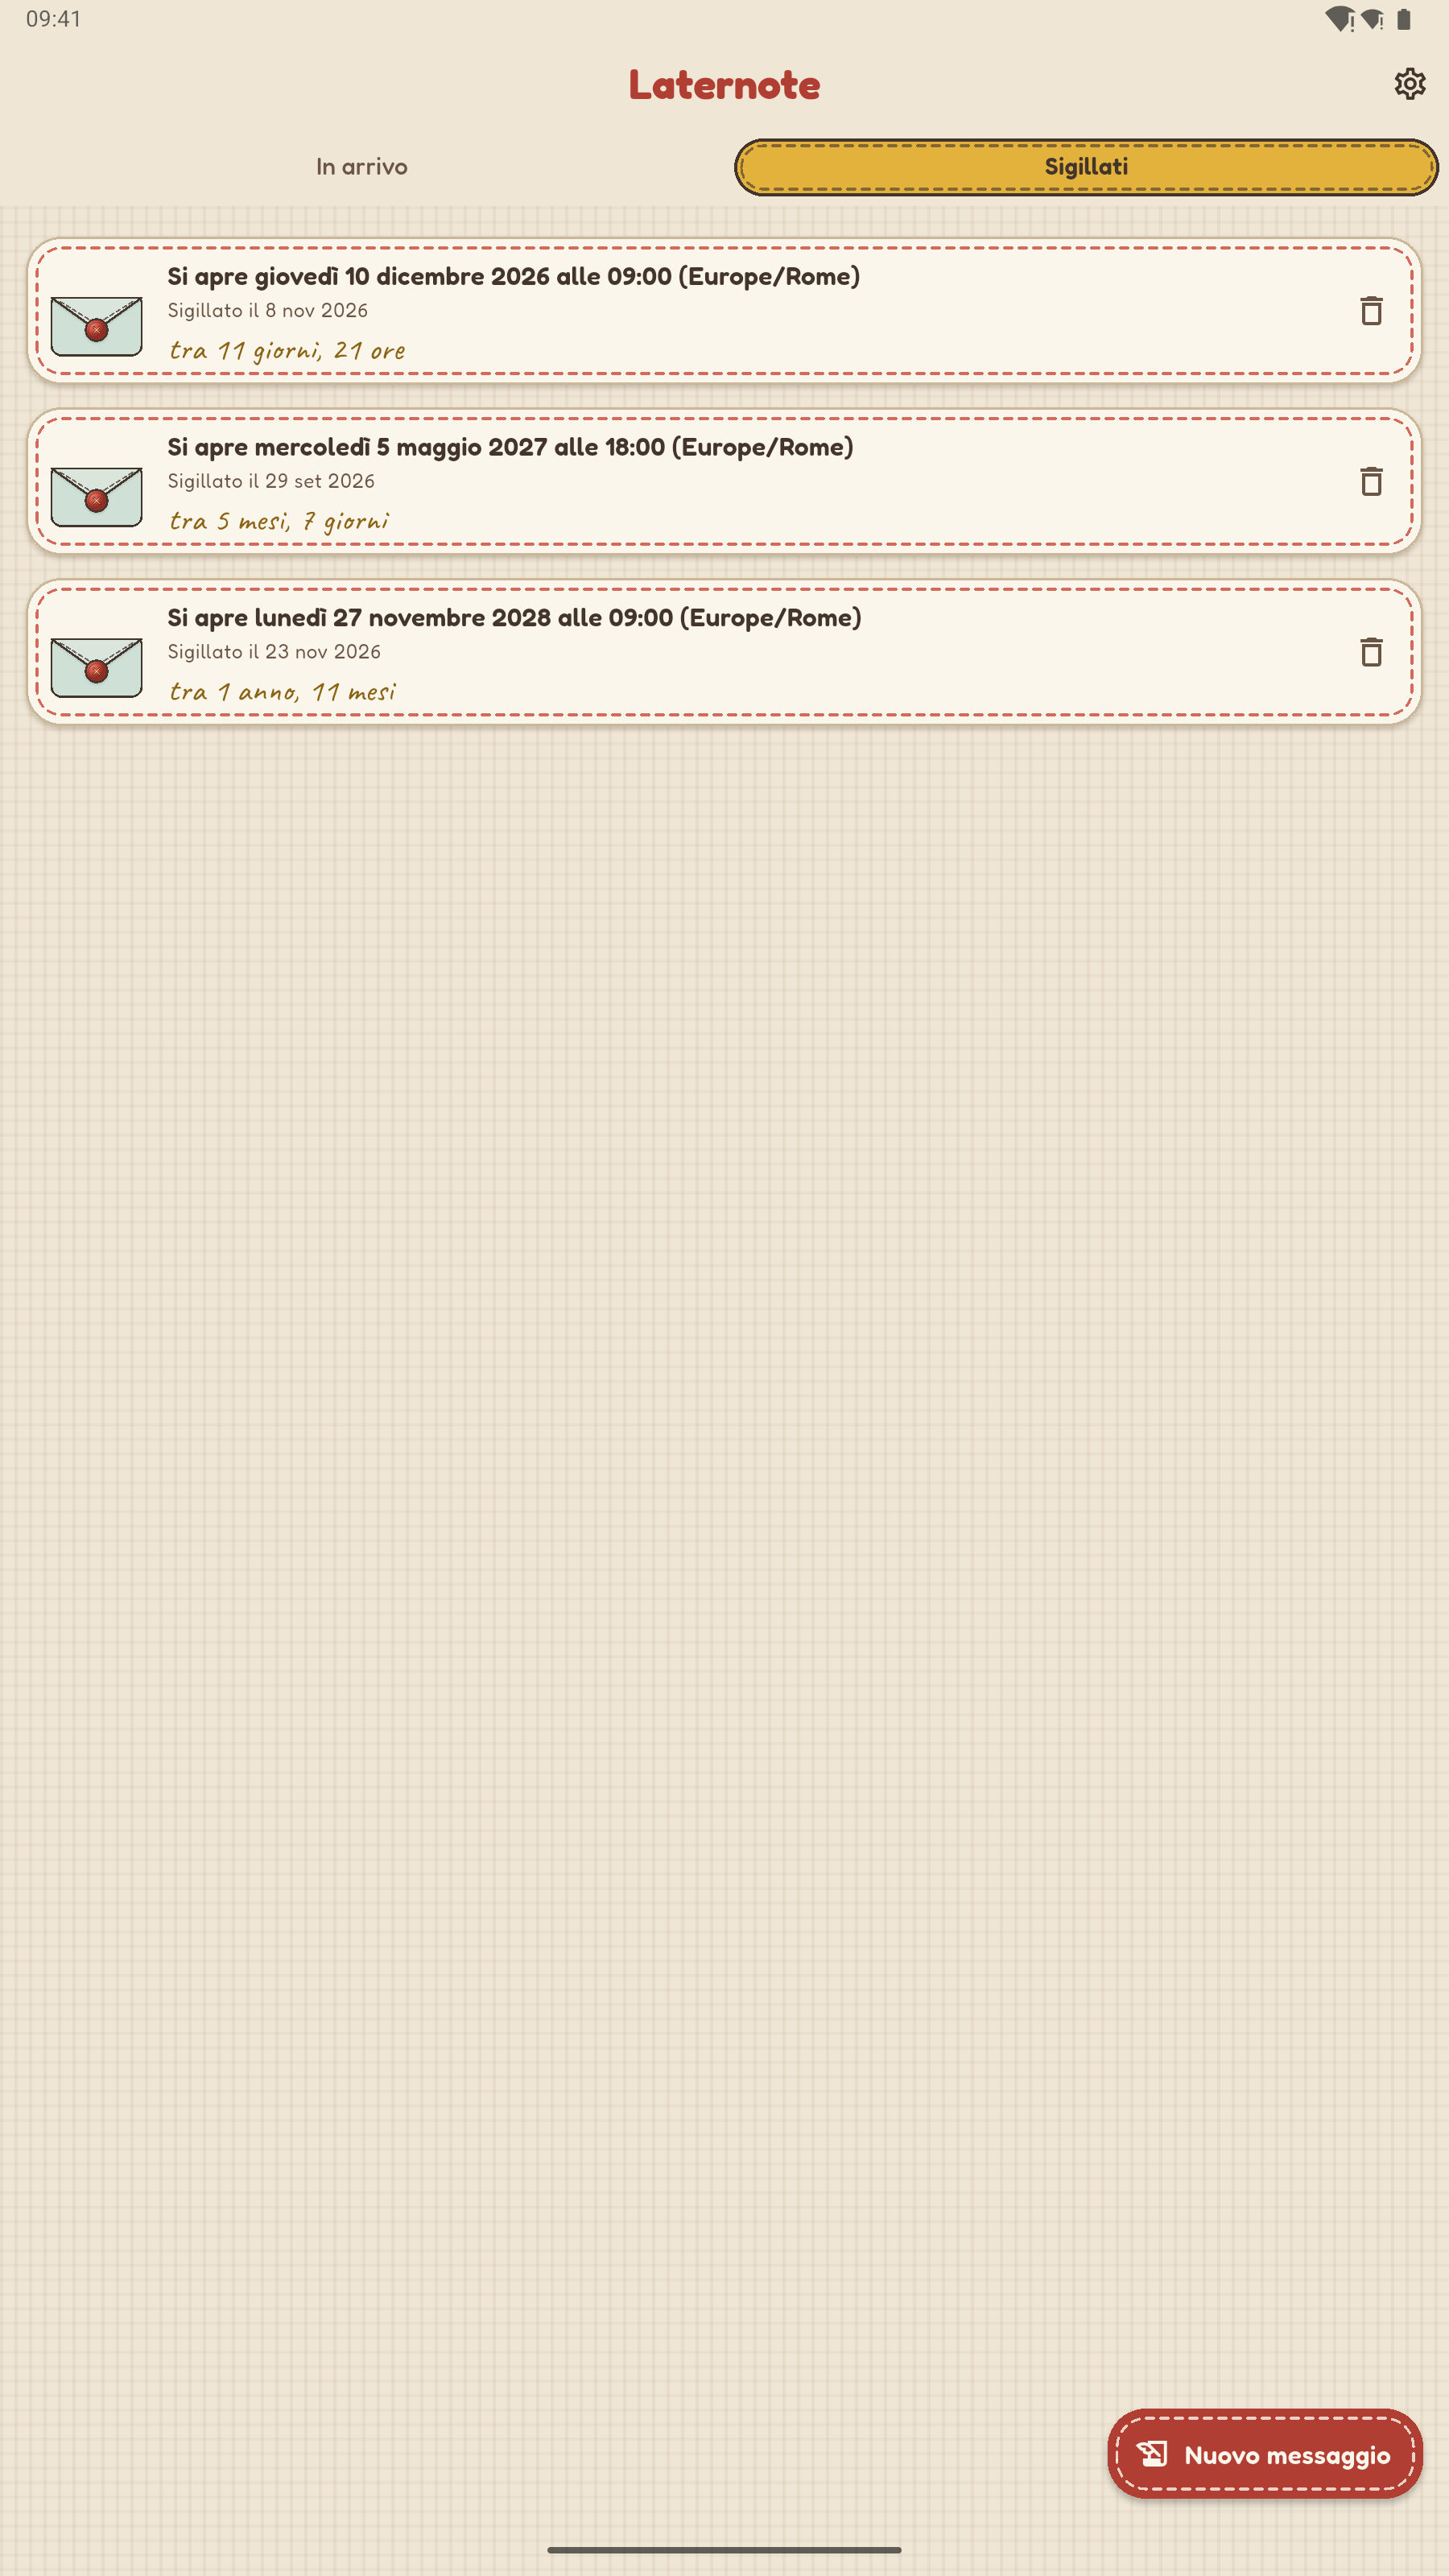 09:41
Laternote
In arrivo
Sigillati
Si apre giovedì 10 dicembre 2026 alle 09:00 (Europe/Rome)
Sigillato il 8 nov 2026
tra 11 giorni, 21 ore
Si apre mercoledì 5 maggio 2027 alle 18:00 (Europe/Rome)
Sigillato il 29 set 2026
tra 5 mesi, 7 giorni
Si apre lunedì 27 novembre 2028 alle 09:00 (Europe/Rome)
Sigillato il 23 nov 2026
tra 1 anno, 11 mesi
Nuovo messaggio